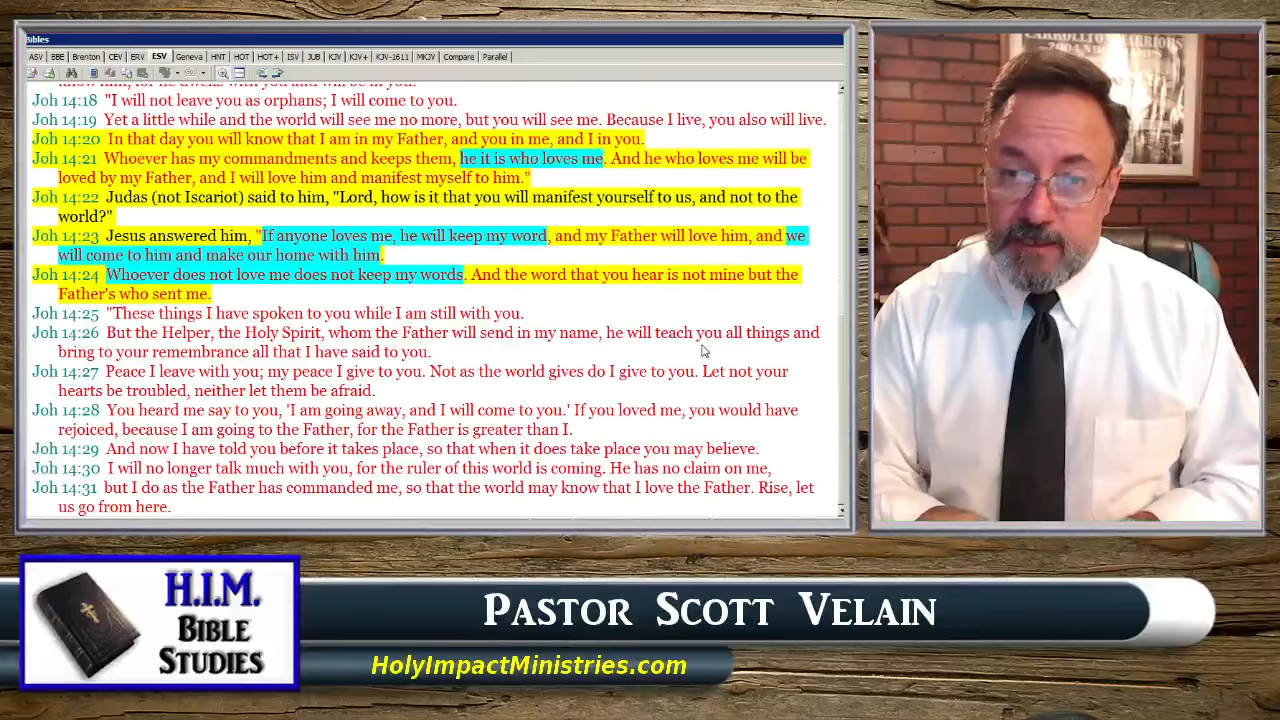 Bibles
ASV BBE Brenton CEV ERV ESV Geneva HNT HOT HOT+ ISV JUB KJV KJV+ KJV-1611 MKJV Compare Parallel
know him, for he dwells with you and will be in you.
Joh 14:18 "I will not leave you as orphans; I will come to you.
Joh 14:19 Yet a little while and the world will see me no more, but you will see me. Because I live, you also will live.
Joh 14:20 In that day you will know that I am in my Father, and you in me, and I in you.
Joh 14:21 Whoever has my commandments and keeps them, he it is who loves me. And he who loves me will be
loved by my Father, and I will love him and manifest myself to him."
Joh 14:22 Judas (not Iscariot) said to him, "Lord, how is it that you will manifest yourself to us, and not to the
world?"
Joh 14:23 Jesus answered him, "If anyone loves me, he will keep my word, and my Father will love him, and we
will come to him and make our home with him.
Joh 14:24 Whoever does not love me does not keep my words. And the word that you hear is not mine but the
Father's who sent me.
Joh 14:25 "These things I have spoken to you while I am still with you.
Joh 14:26 But the Helper, the Holy Spirit, whom the Father will send in my name, he will teach you all things and
bring to your remembrance all that I have said to you.
Joh 14:27 Peace I leave with you; my peace I give to you. Not as the world gives do I give to you. Let not your
hearts be troubled, neither let them be afraid.
Joh 14:28 You heard me say to you, 'I am going away, and I will come to you.' If you loved me, you would have
rejoiced, because I am going to the Father, for the Father is greater than I.
Joh 14:29 And now I have told you before it takes place, so that when it does take place you may believe.
Joh 14:30 I will no longer talk much with you, for the ruler of this world is coming. He has no claim on me,
Joh 14:31 but I do as the Father has commanded me, so that the world may know that I love the Father. Rise, let
us go from here.
CARROLLTON WARRIORS
H.I.M.
BIBLE
STUDIES
PASTOR SCOTT VELAIN
HolyImpactMinistries.com